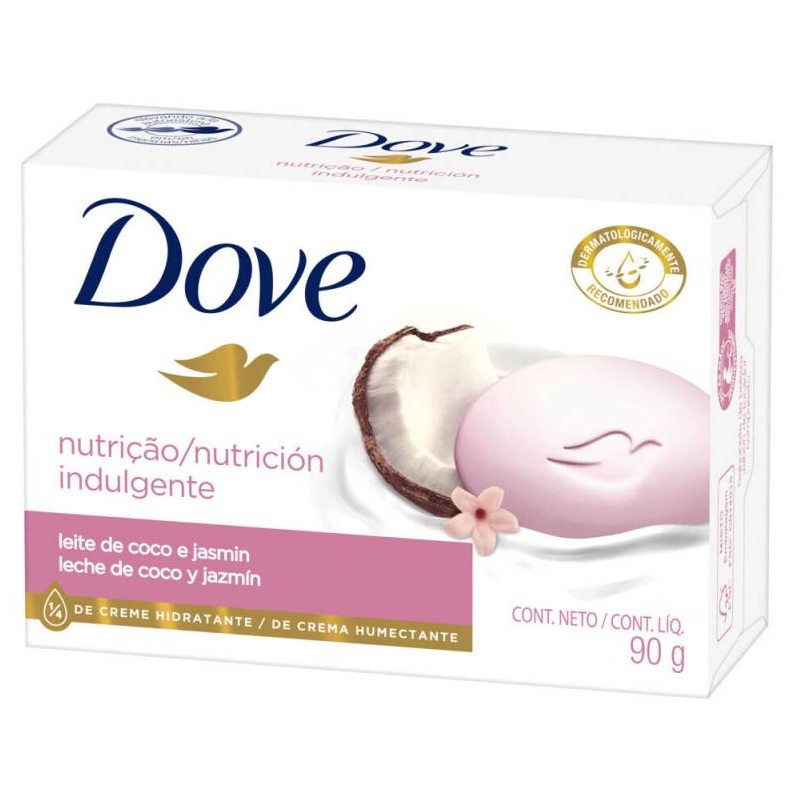 Dove
nutrição / nutrición
indulgente
Dove
DERMATOLOGICAMENTE
RECOMENDADO
nutrição/nutrición
indulgente
leite de coco e jasmin
leche de coco y jazmín
1/4 DE CREME HIDRATANTE / DE CREMA HUMECTANTE
CONT. NETO / CONT. LÍQ.
90 g
MISTO